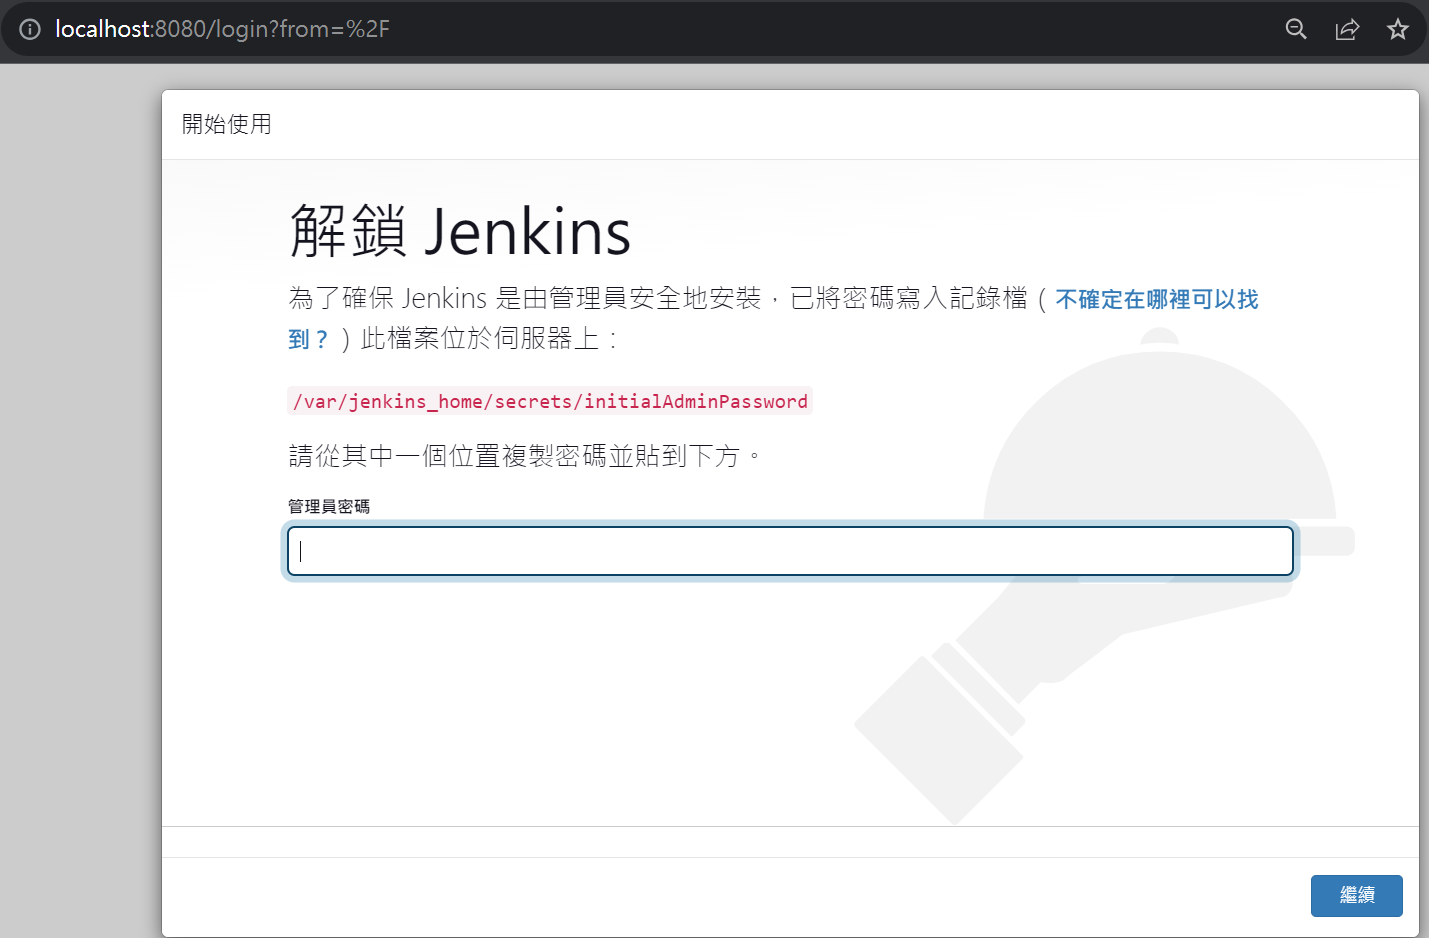 localhost:8080/login?from=%2F
開始使用
解鎖 Jenkins
為了確保 Jenkins 是由管理員安全地安裝，已將密碼寫入記錄檔（不確定在哪裡可以找
到？）此檔案位於伺服器上：
/var/jenkins_home/secrets/initialAdminPassword
請從其中一個位置複製密碼並貼到下方。
管理員密碼
繼續